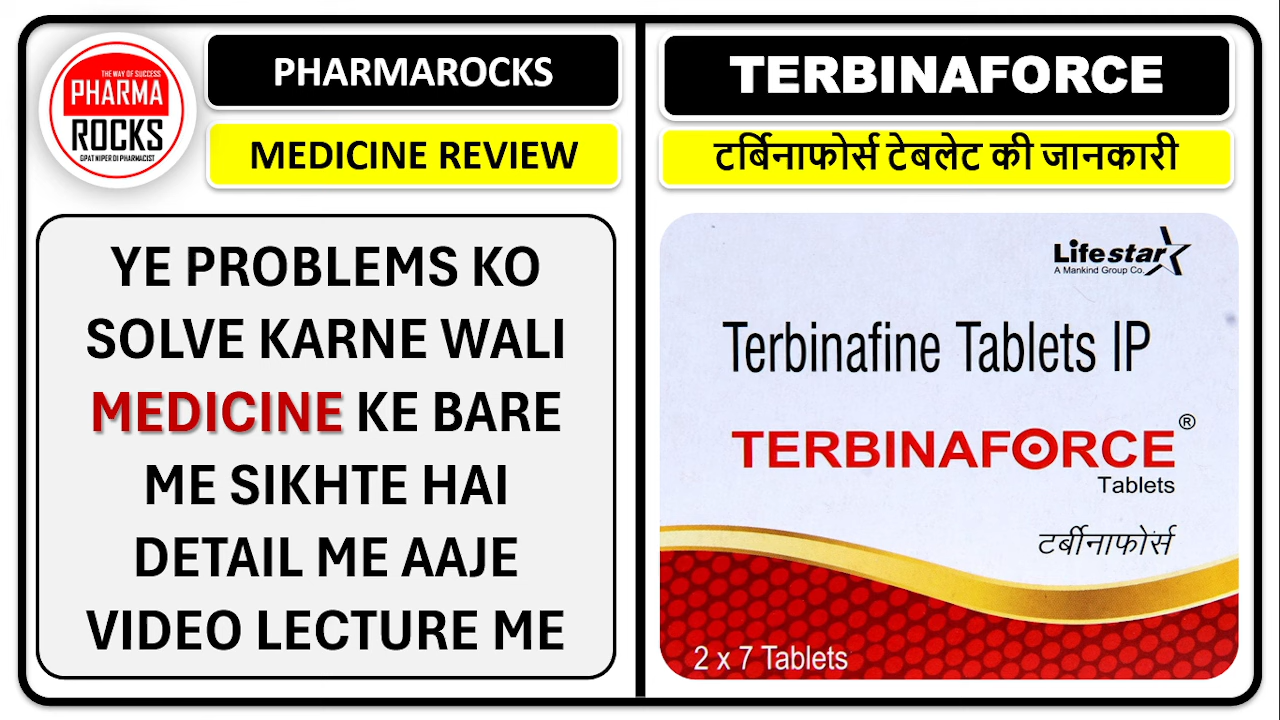 THE WAY OF SUCCESS
PHARMA
ROCKS
GPAT NIPER DI PHARMACIST
PHARMAROCKS
MEDICINE REVIEW
YE PROBLEMS KO
SOLVE KARNE WALI
MEDICINE KE BARE
ME SIKHTE HAI
DETAIL ME AAJE
VIDEO LECTURE ME
TERBINAFORCE
टर्बिनाफोर्स टेबलेट की जानकारी
Lifestar
A Mankind Group Co.
Terbinafine Tablets IP
TERBINAFORCE®
Tablets
टर्बीनाफोर्स
2 x 7 Tablets